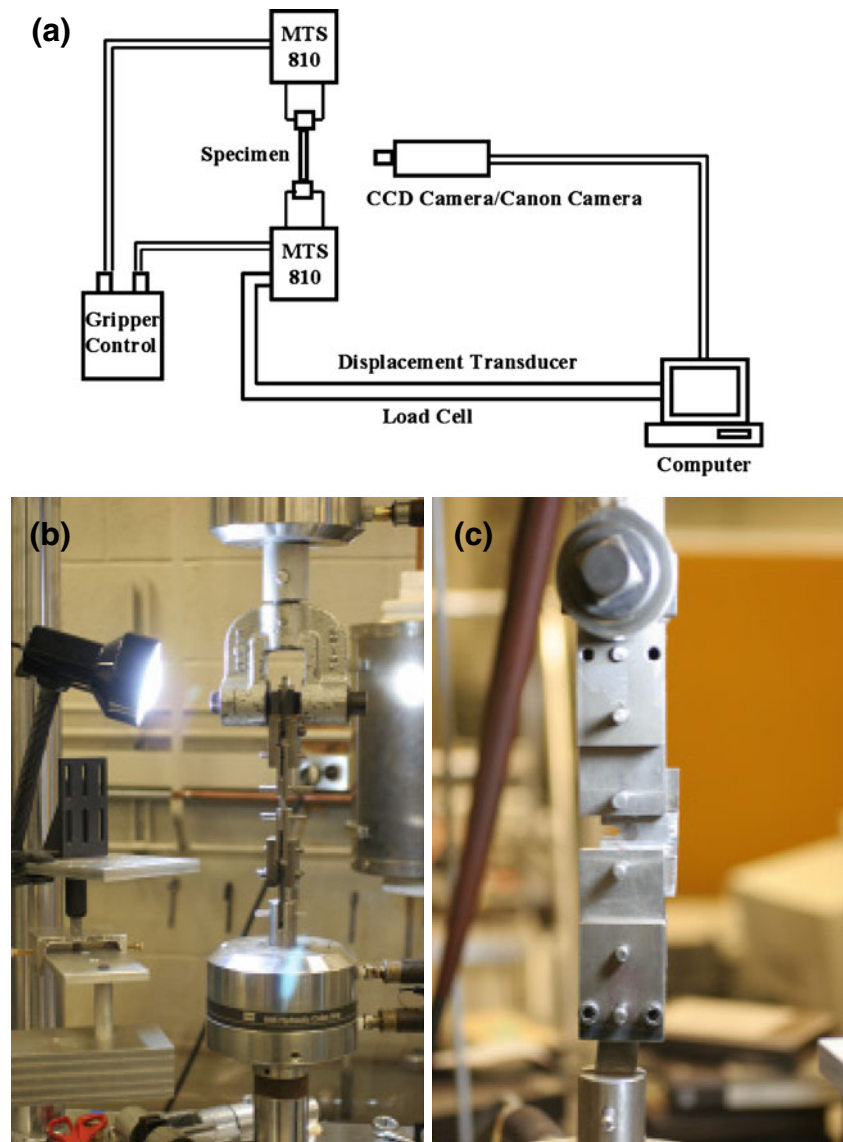 (a)
MTS
810
Specimen
CCD Camera/Canon Camera
MTS
810
Gripper
Control
Displacement Transducer
Load Cell
Computer
(b)
(c)